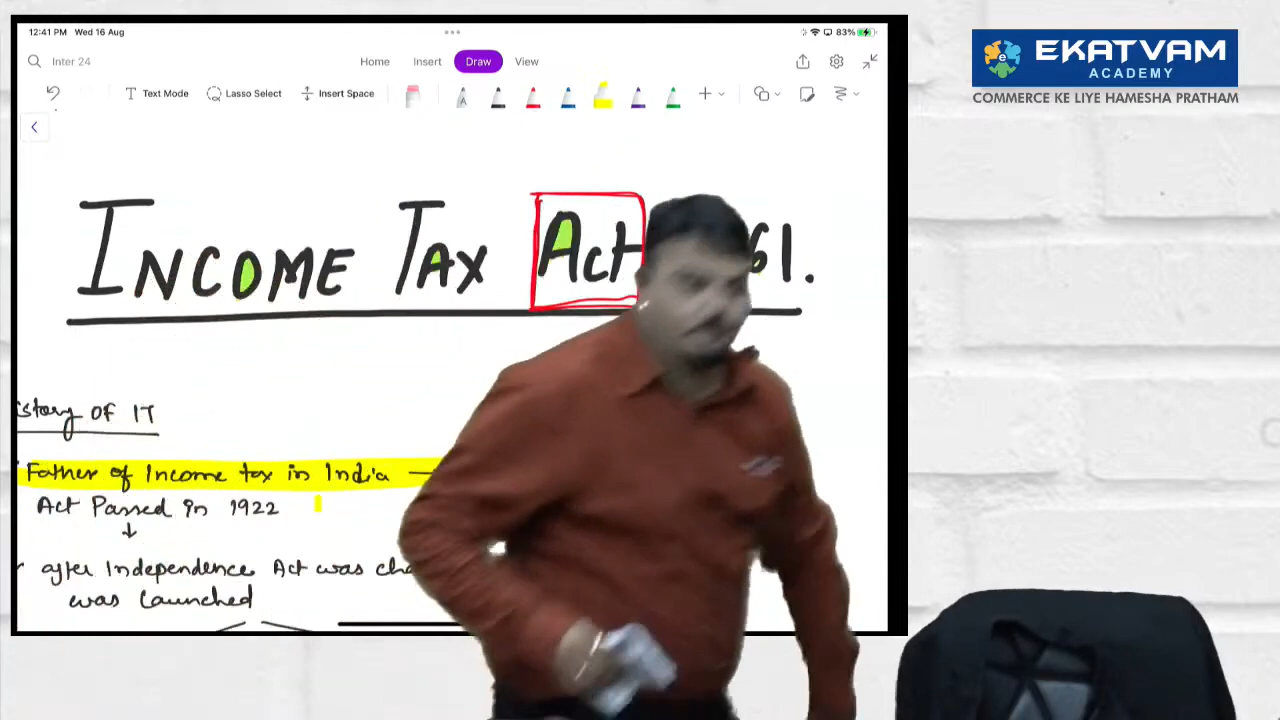 12:41 PM Wed 16 Aug
83%
Inter 24
Home Insert Draw View
Text Mode Lasso Select Insert Space
EKATVAM
ACADEMY
COMMERCE KE LIYE HAMESHA PRATHAM
INCOME TAX Act 61.
istory of IT
Father of Income tax in India —
Act Passed in 1922
after Independence Act was
was launched